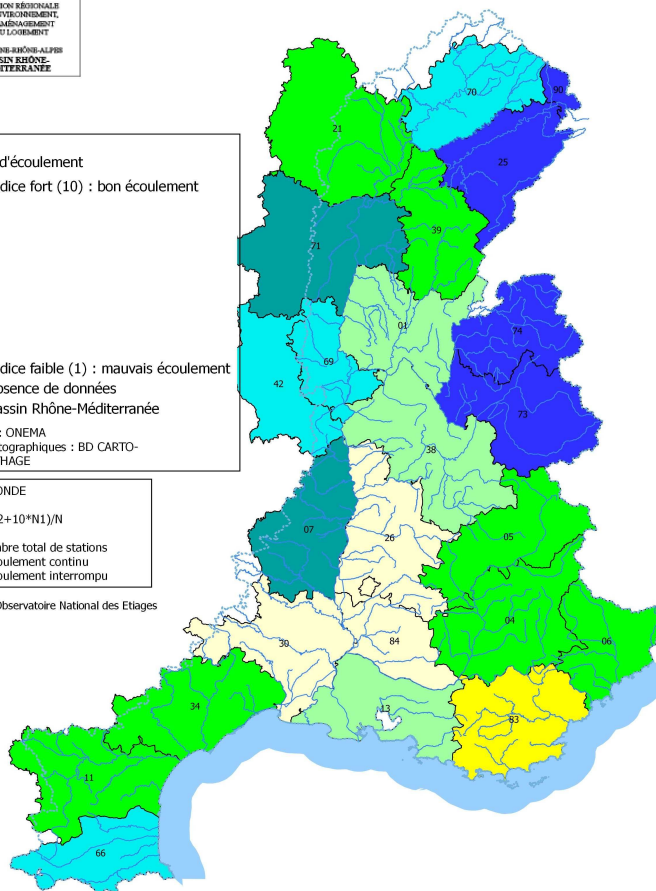 ION RÉGIONALE
VIRONNEMENT,
AMÉNAGEMENT
U LOGEMENT
NE-RHÔNE-ALPES
SIN RHÔNE-
ITERRANÉE
d'écoulement
dice fort (10) : bon écoulement
dice faible (1) : mauvais écoulement
bsence de données
assin Rhône-Méditerranée
: ONEMA
tographiques : BD CARTO-
HAGE
ONDE
2+10*N1)/N
bre total de stations
oulement continu
oulement interrompu
Observatoire National des Etiages
70
90
21
25
39
71
74
01
69
42
73
38
07
26
05
04
06
30
84
34
13
83
11
66